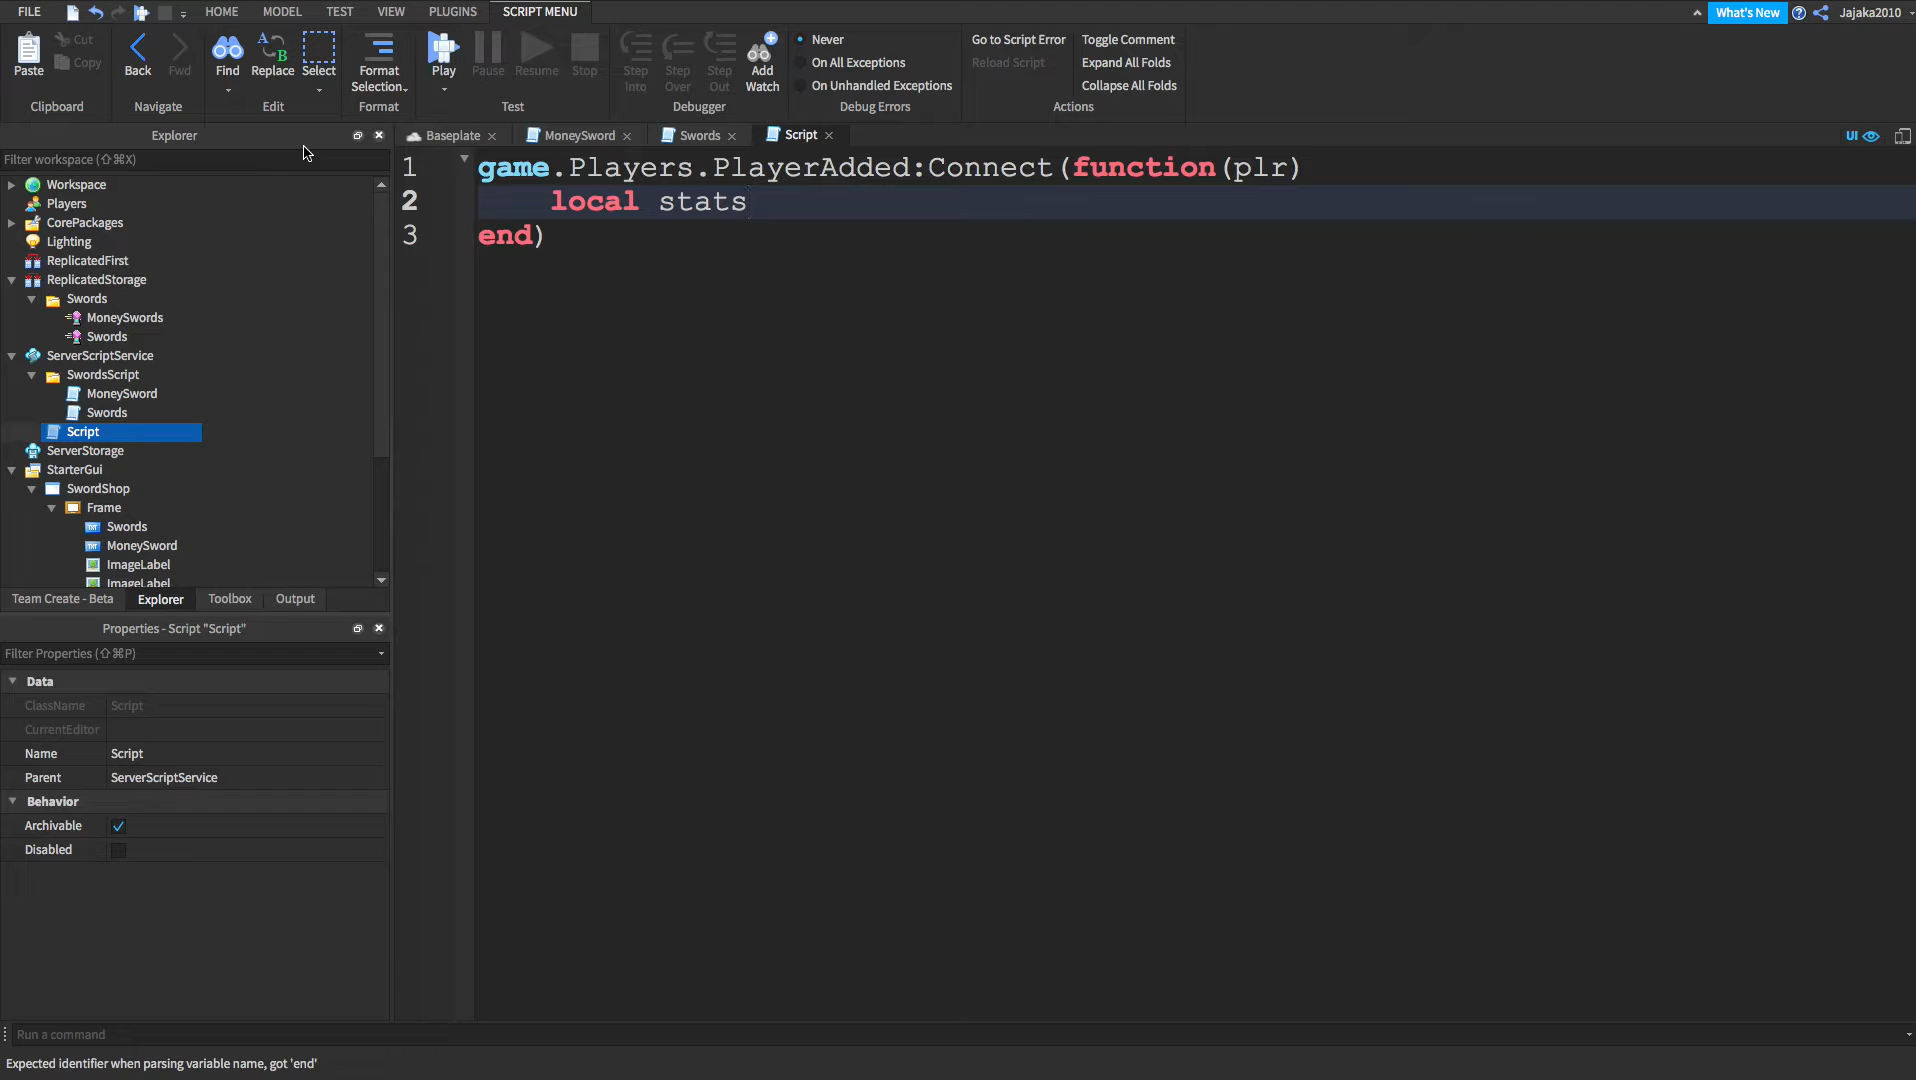 FILE HOME MODEL TEST VIEW PLUGINS SCRIPT MENU What's New Jajaka2010
Paste Cut Copy Clipboard
Back Fwd Navigate
Find Replace Select Edit
Format Selection Format
Play Pause Resume Stop Test
Step Into Step Over Step Out Add Watch Debugger
Never
On All Exceptions
On Unhandled Exceptions
Debug Errors
Go to Script Error Toggle Comment
Reload Script Expand All Folds
Collapse All Folds
Actions
Explorer
Filter workspace (⇧⌘X)
Workspace
Players
CorePackages
Lighting
ReplicatedFirst
ReplicatedStorage
Swords
MoneySwords
Swords
ServerScriptService
SwordsScript
MoneySword
Swords
Script
ServerStorage
StarterGui
SwordShop
Frame
Swords
MoneySword
ImageLabel
ImageLabel
Team Create - Beta Explorer Toolbox Output
Properties - Script "Script"
Filter Properties (⇧⌘P)
Data
ClassName Script
CurrentEditor
Name Script
Parent ServerScriptService
Behavior
Archivable
Disabled
Baseplate MoneySword Swords Script UI
1 game.Players.PlayerAdded:Connect(function(plr)
2 local stats
3 end)
Run a command
Expected identifier when parsing variable name, got 'end'